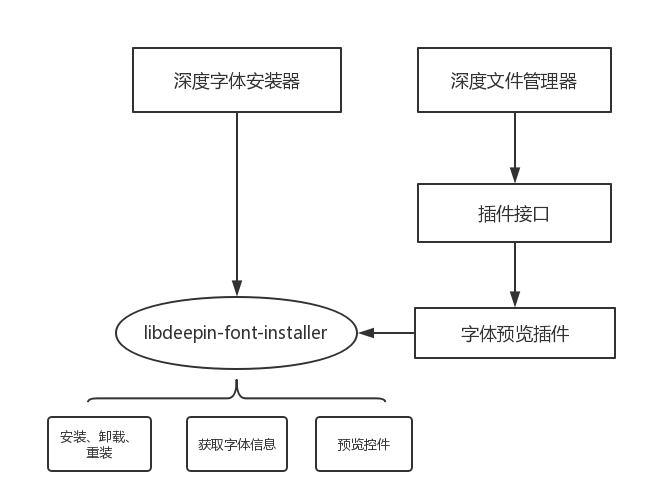 深度字体安装器
深度文件管理器
插件接口
libdeepin-font-installer
字体预览插件
安装、卸载、
重装
获取字体信息
预览控件